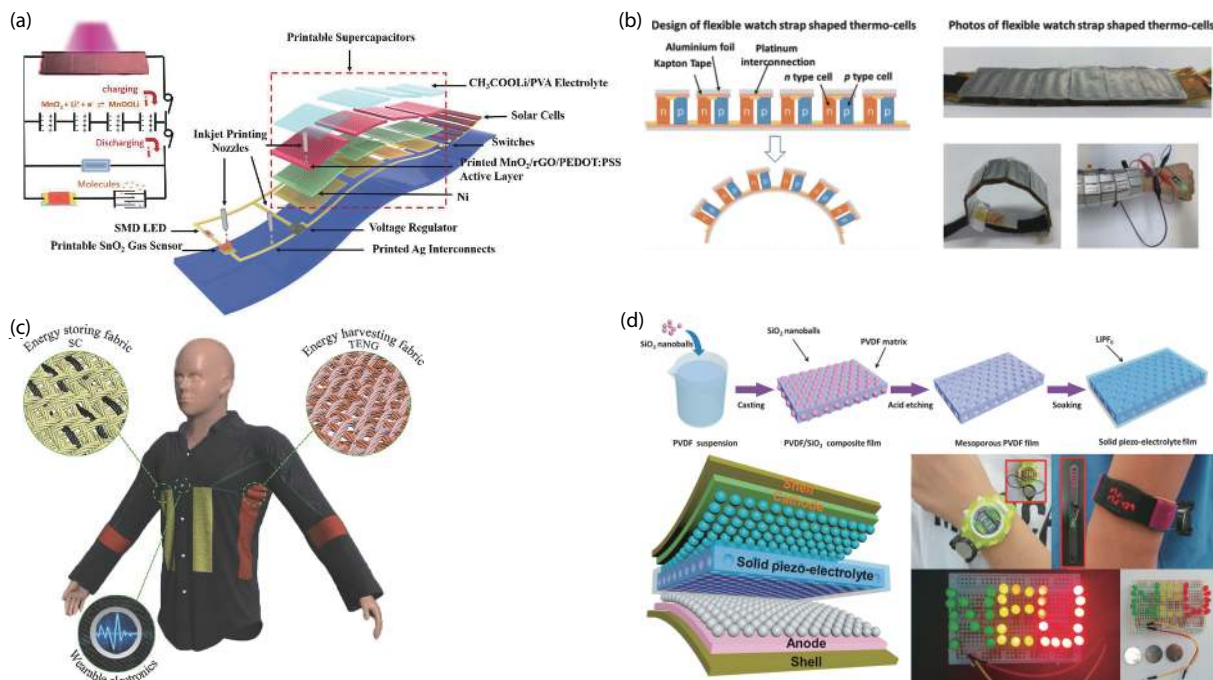 (a)
Printable Supercapacitors
CH₃COOLi/PVA Electrolyte
charging
MnO₂ + Li⁺ + e⁻ ⇌ MnOOLi
Solar Cells
Inkjet Printing
Nozzles
Switches
Discharging
Printed MnO₂/rGO/PEDOT:PSS
Active Layer
Molecules
Ni
SMD LED
Voltage Regulator
Printable SnO₂ Gas Sensor
Printed Ag Interconnects
(b)
Design of flexible watch strap shaped thermo-cells
Photos of flexible watch strap shaped thermo-cells
Aluminium foil
Platinum
Kapton Tape
interconnection
n type cell
p type cell
n p n p n p n p n p n p
(c)
Energy storing fabric
SC
Energy harvesting fabric
TENG
Wearable electronics
(d)
SiO₂ nanoballs
SiO₂ nanoballs
PVDF matrix
LiPF₆
Casting
Acid etching
Soaking
PVDF suspension
PVDF/SiO₂ composite film
Mesoporous PVDF film
Solid piezo-electrolyte film
Shell
Cathode
Solid piezo-electrolyte
Anode
Shell